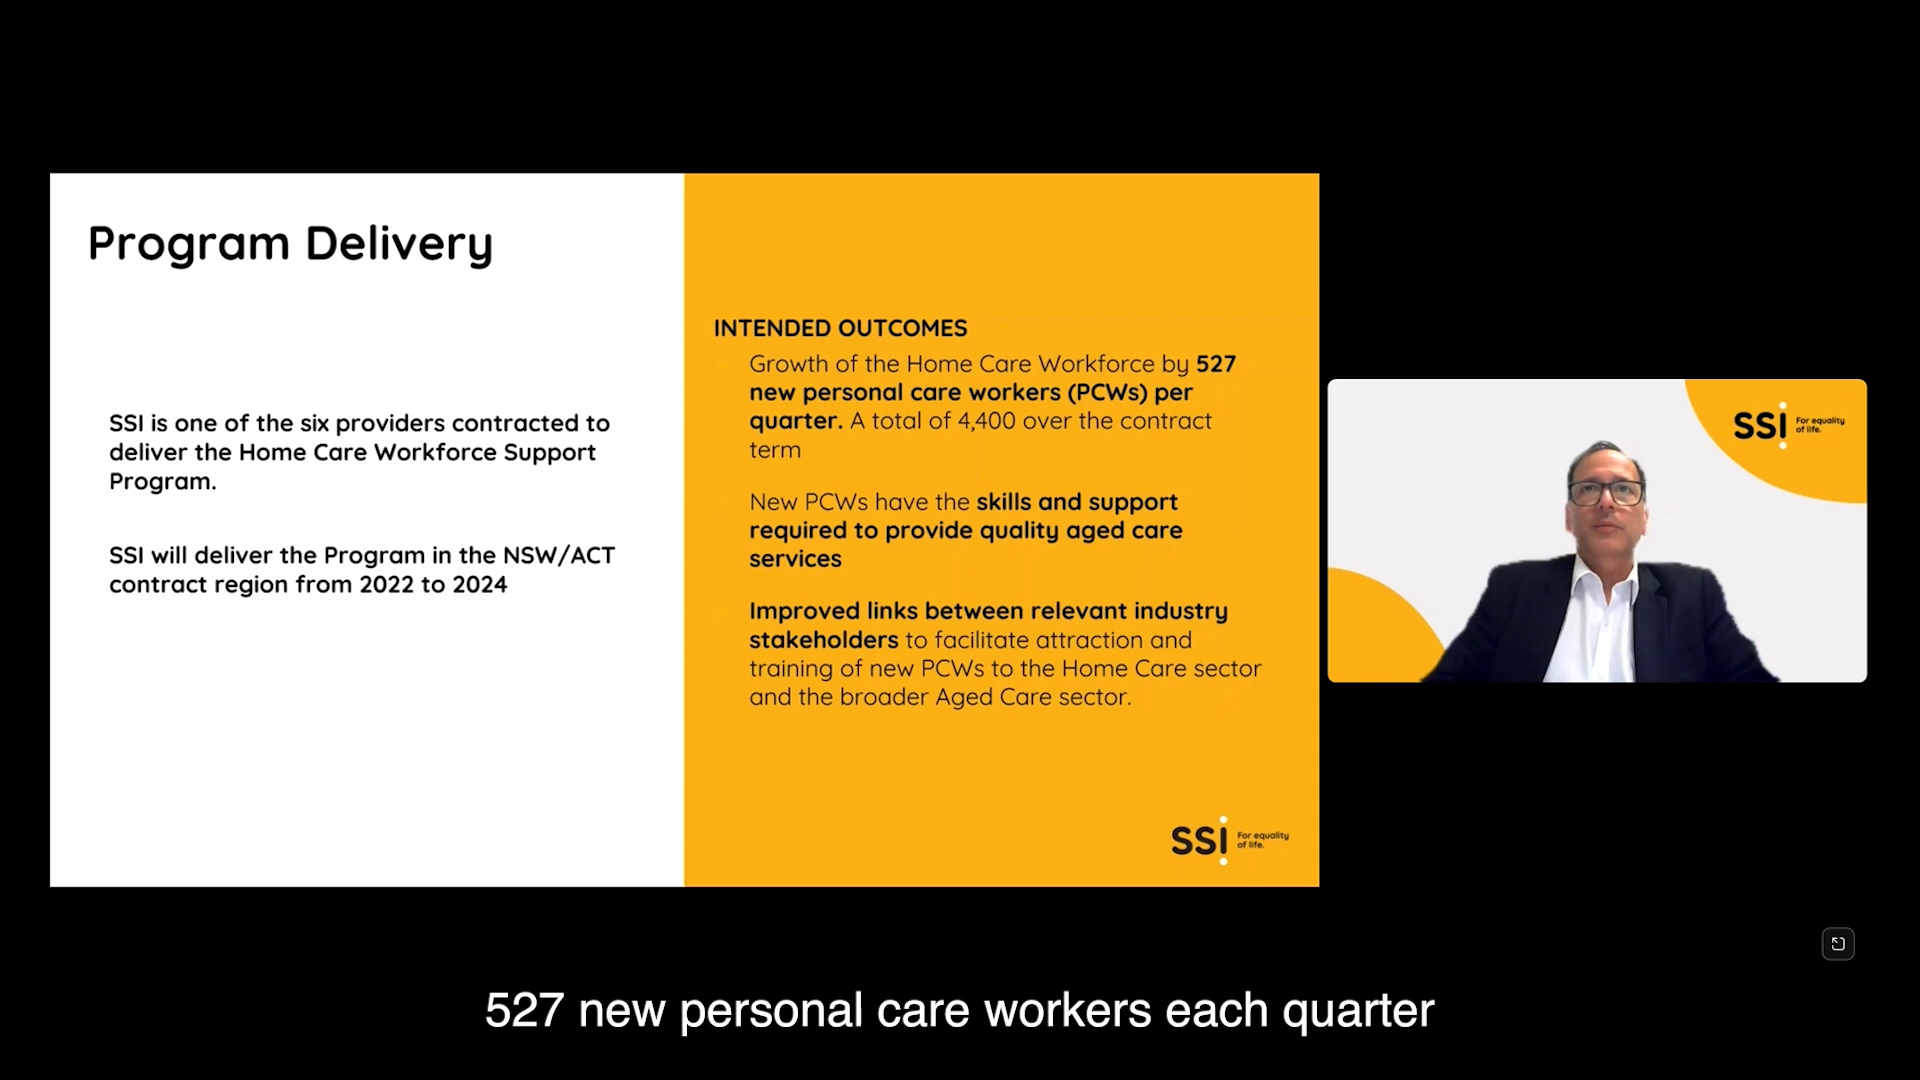 Program Delivery
SSI is one of the six providers contracted to
deliver the Home Care Workforce Support
Program.
SSI will deliver the Program in the NSW/ACT
contract region from 2022 to 2024
INTENDED OUTCOMES
Growth of the Home Care Workforce by 527
new personal care workers (PCWs) per
quarter. A total of 4,400 over the contract
term
New PCWs have the skills and support
required to provide quality aged care
services
Improved links between relevant industry
stakeholders to facilitate attraction and
training of new PCWs to the Home Care sector
and the broader Aged Care sector.
SSI For equality
of life.
SSI For equality
of life.
527 new personal care workers each quarter